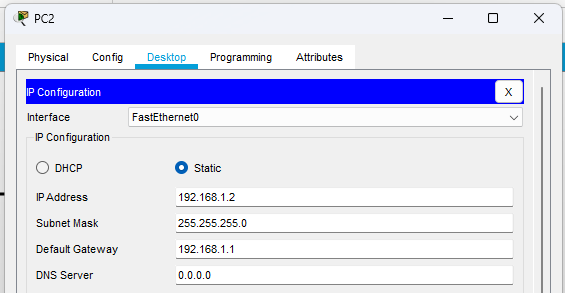 PC2
Physical Config Desktop Programming Attributes
IP Configuration X
Interface FastEthernet0
IP Configuration
DHCP Static
IP Address 192.168.1.2
Subnet Mask 255.255.255.0
Default Gateway 192.168.1.1
DNS Server 0.0.0.0